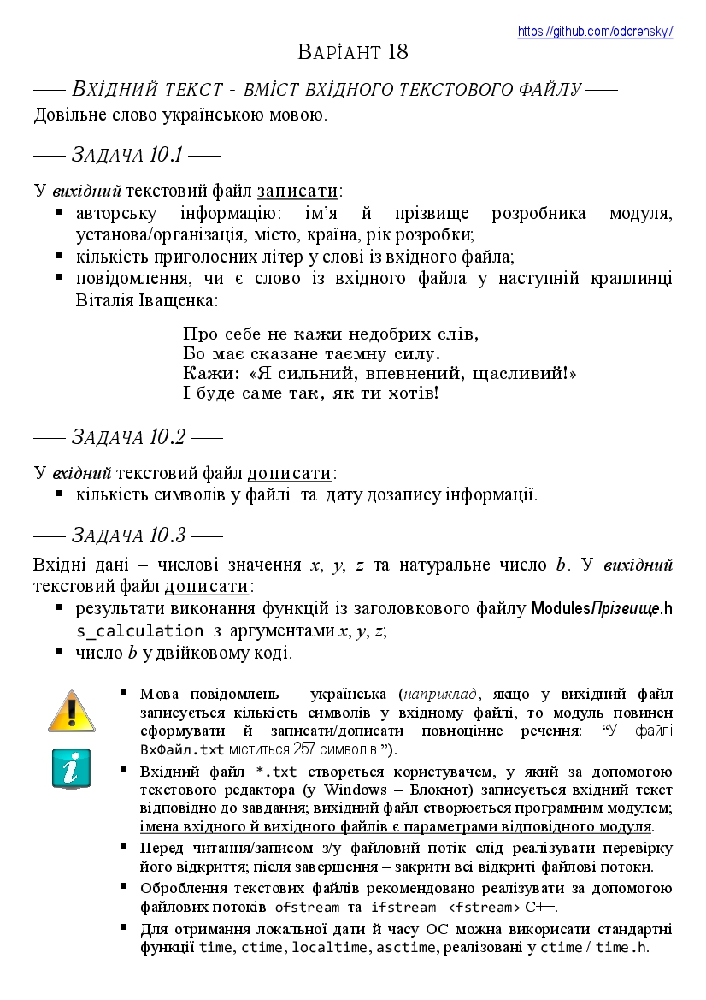 https://github.com/odorenskyi/
ВАРІАНТ 18
ВХІДНИЙ ТЕКСТ - ВМІСТ ВХІДНОГО ТЕКСТОВОГО ФАЙЛУ
Довільне слово українською мовою.
ЗАДАЧА 10.1
У вихідний текстовий файл записати:
▪ авторську інформацію: ім’я й прізвище розробника модуля,
установа/організація, місто, країна, рік розробки;
▪ кількість приголосних літер у слові із вхідного файла;
▪ повідомлення, чи є слово із вхідного файла у наступній краплинці
Віталія Іващенка:
Про себе не кажи недобрих слів,
Бо має сказане таємну силу.
Кажи: «Я сильний, впевнений, щасливий!»
І буде саме так, як ти хотів!
ЗАДАЧА 10.2
У вхідний текстовий файл дописати:
▪ кількість символів у файлі та дату дозапису інформації.
ЗАДАЧА 10.3
Вхідні дані – числові значення x, y, z та натуральне число b. У вихідний
текстовий файл дописати:
▪ результати виконання функцій із заголовкового файлу ModulesПрізвище.h
s_calculation з аргументами x, y, z;
▪ число b у двійковому коді.
▪ Мова повідомлень – українська (наприклад, якщо у вихідний файл
записується кількість символів у вхідному файлі, то модуль повинен
сформувати й записати/дописати повноцінне речення: “У файлі
ВхФайл.txt міститься 257 символів.”).
▪ Вхідний файл *.txt створється користувачем, у який за допомогою
текстового редактора (у Windows – Блокнот) записується вхідний текст
відповідно до завдання; вихідний файл створюється програмним модулем;
імена вхідного й вихідного файлів є параметрами відповідного модуля.
▪ Перед читання/записом з/у файловий потік слід реалізувати перевірку
його відкриття; після завершення – закрити всі відкриті файлові потоки.
▪ Оброблення текстових файлів рекомендовано реалізувати за допомогою
файлових потоків ofstream та ifstream <fstream> C++.
▪ Для отримання локальної дати й часу ОС можна викорисати стандартні
функції time, ctime, localtime, asctime, реалізовані у ctime / time.h.